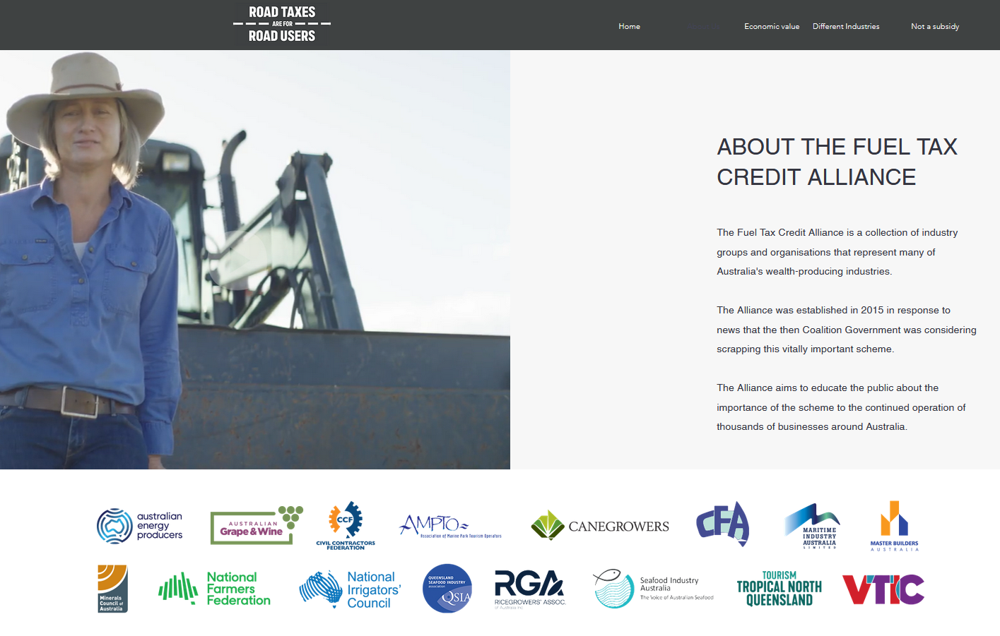 ROAD TAXES
ARE FOR
ROAD USERS
Home
Economic value
Different Industries
Not a subsidy
ABOUT THE FUEL TAX
CREDIT ALLIANCE
The Fuel Tax Credit Alliance is a collection of industry
groups and organisations that represent many of
Australia's wealth-producing industries.
The Alliance was established in 2015 in response to
news that the then Coalition Government was considering
scrapping this vitally important scheme.
The Alliance aims to educate the public about the
importance of the scheme to the continued operation of
thousands of businesses around Australia.
australian
energy
producers
AUSTRALIAN
Grape & Wine
CCF
CIVIL CONTRACTORS
FEDERATION
AMPTO
Association of Marine Park Tourism Operators
CANEGROWERS
CFA
MARITIME
INDUSTRY
AUSTRALIA
LIMITED
MASTER BUILDERS
AUSTRALIA
Minerals
Council of
Australia
National
Farmers
Federation
National
Irrigators'
Council
QUEENSLAND
SEAFOOD INDUSTRY
association
QSIA
RGA
RICEGROWERS' ASSOC.
of Australia Inc
Seafood Industry
Australia
The Voice of Australian Seafood
TOURISM
TROPICAL NORTH
QUEENSLAND
VTIC